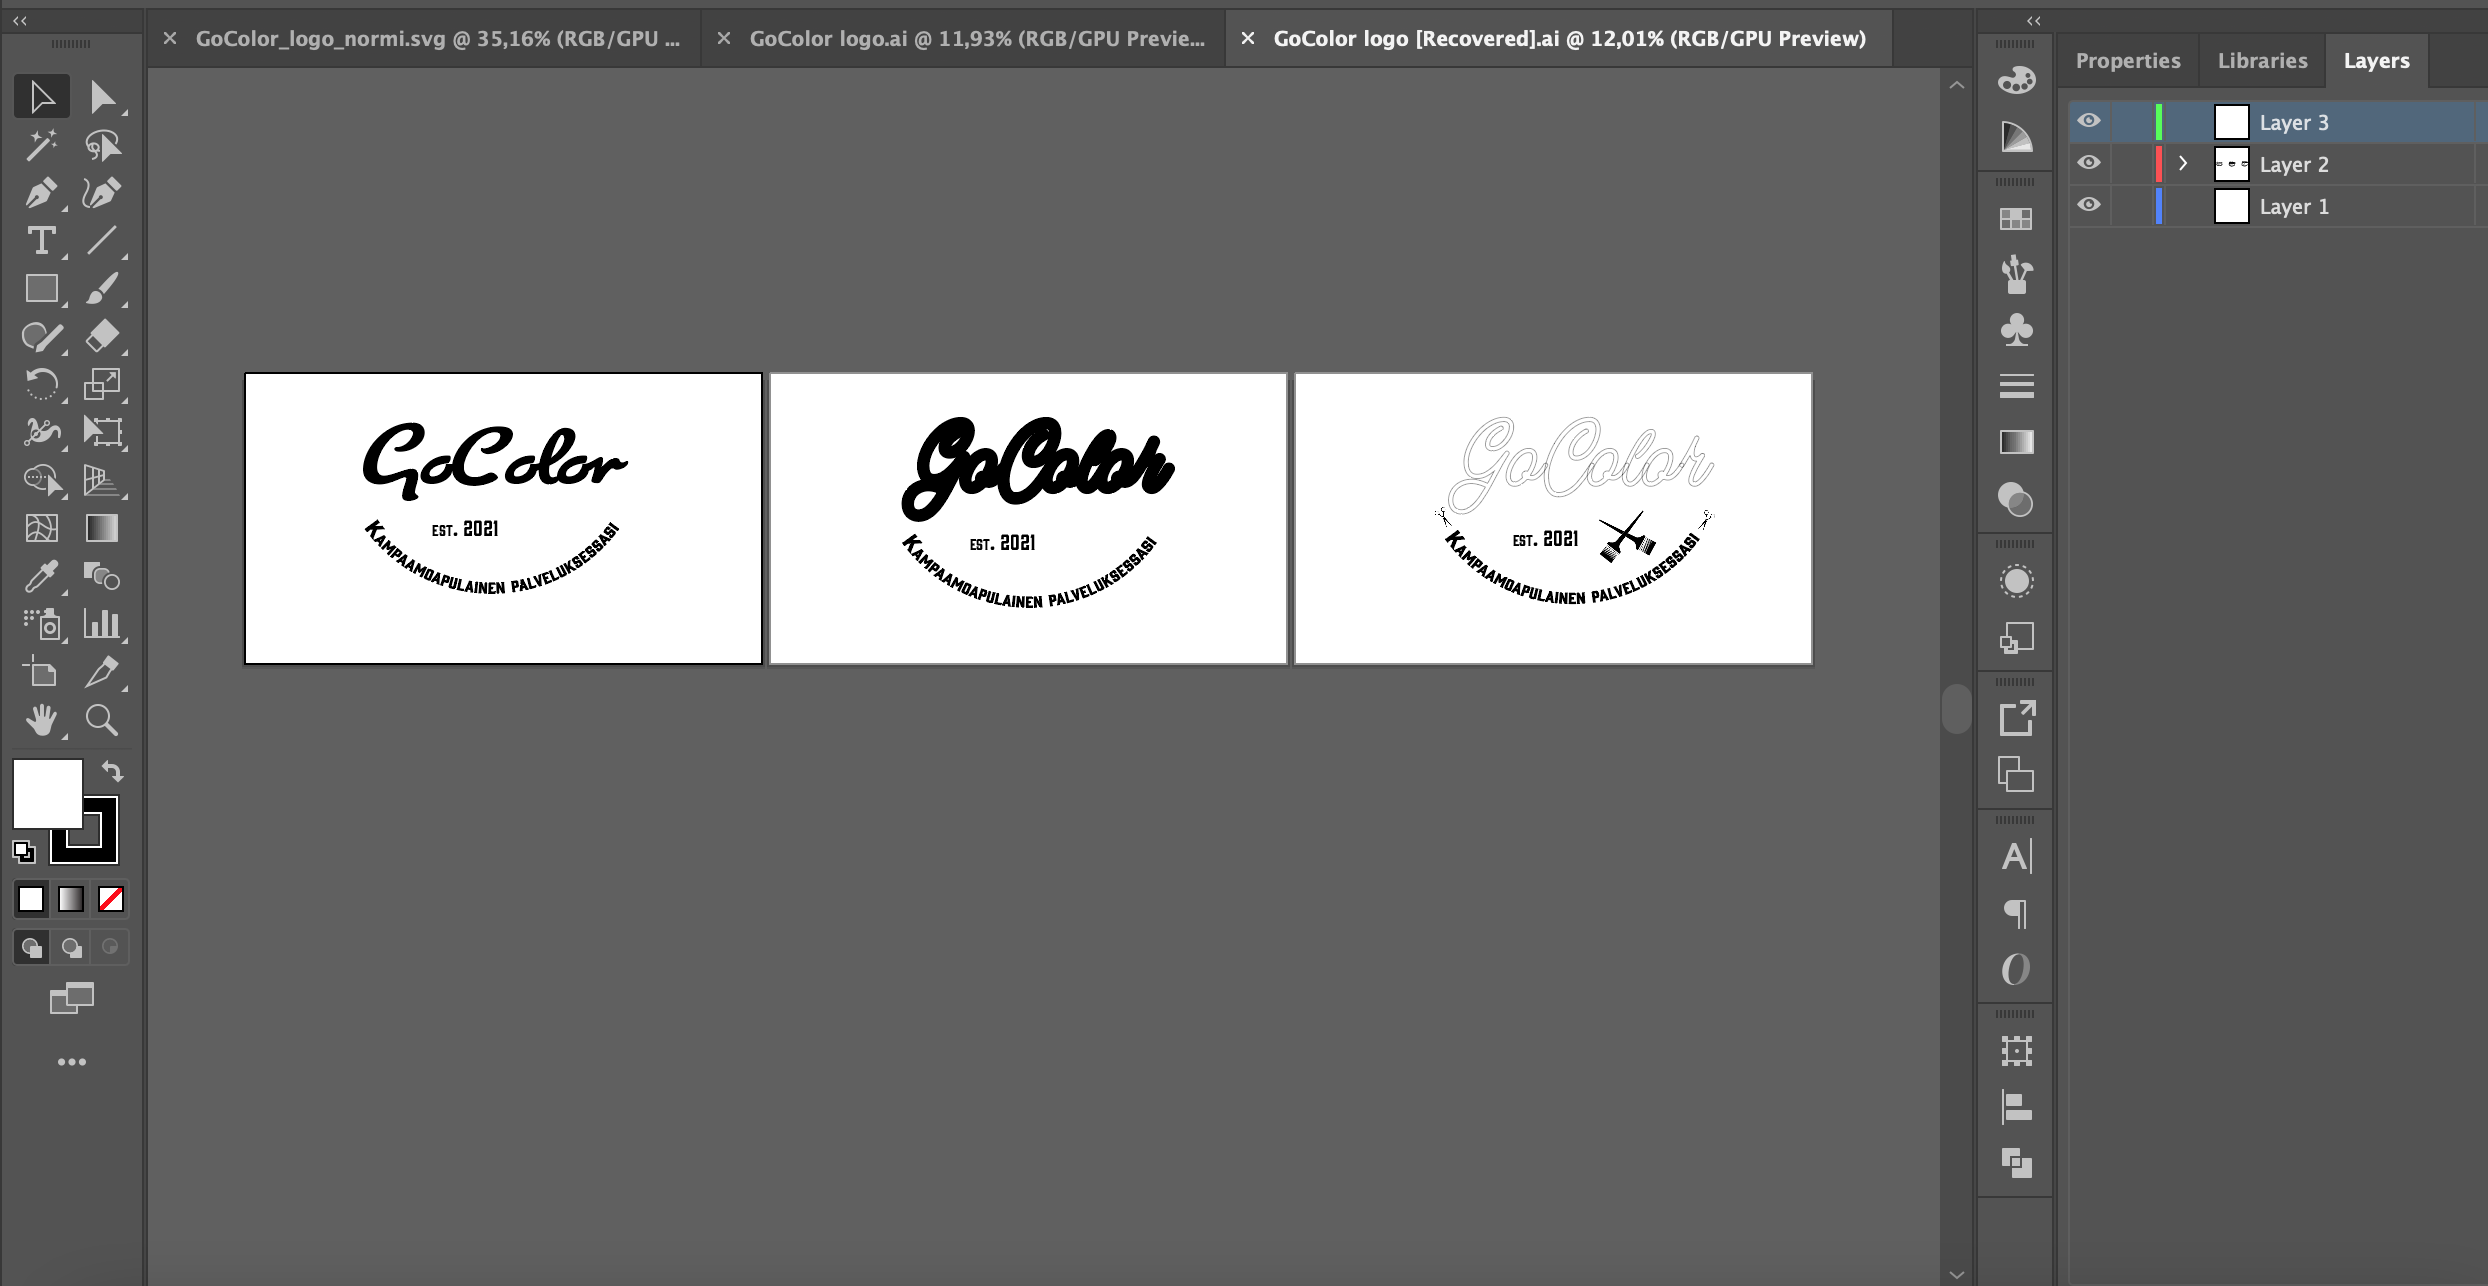 GoColor_logo_normi.svg @ 35,16% (RGB/GPU ...
GoColor logo.ai @ 11,93% (RGB/GPU Previe...
GoColor logo [Recovered].ai @ 12,01% (RGB/GPU Preview)
Properties
Libraries
Layers
Layer 3
Layer 2
Layer 1
GoColor
EST. 2021
KAMPAAMOAPULAINEN PALVELUKSESSASI
GoColor
EST. 2021
KAMPAAMOAPULAINEN PALVELUKSESSASI
GoColor
EST. 2021
KAMPAAMOAPULAINEN PALVELUKSESSASI